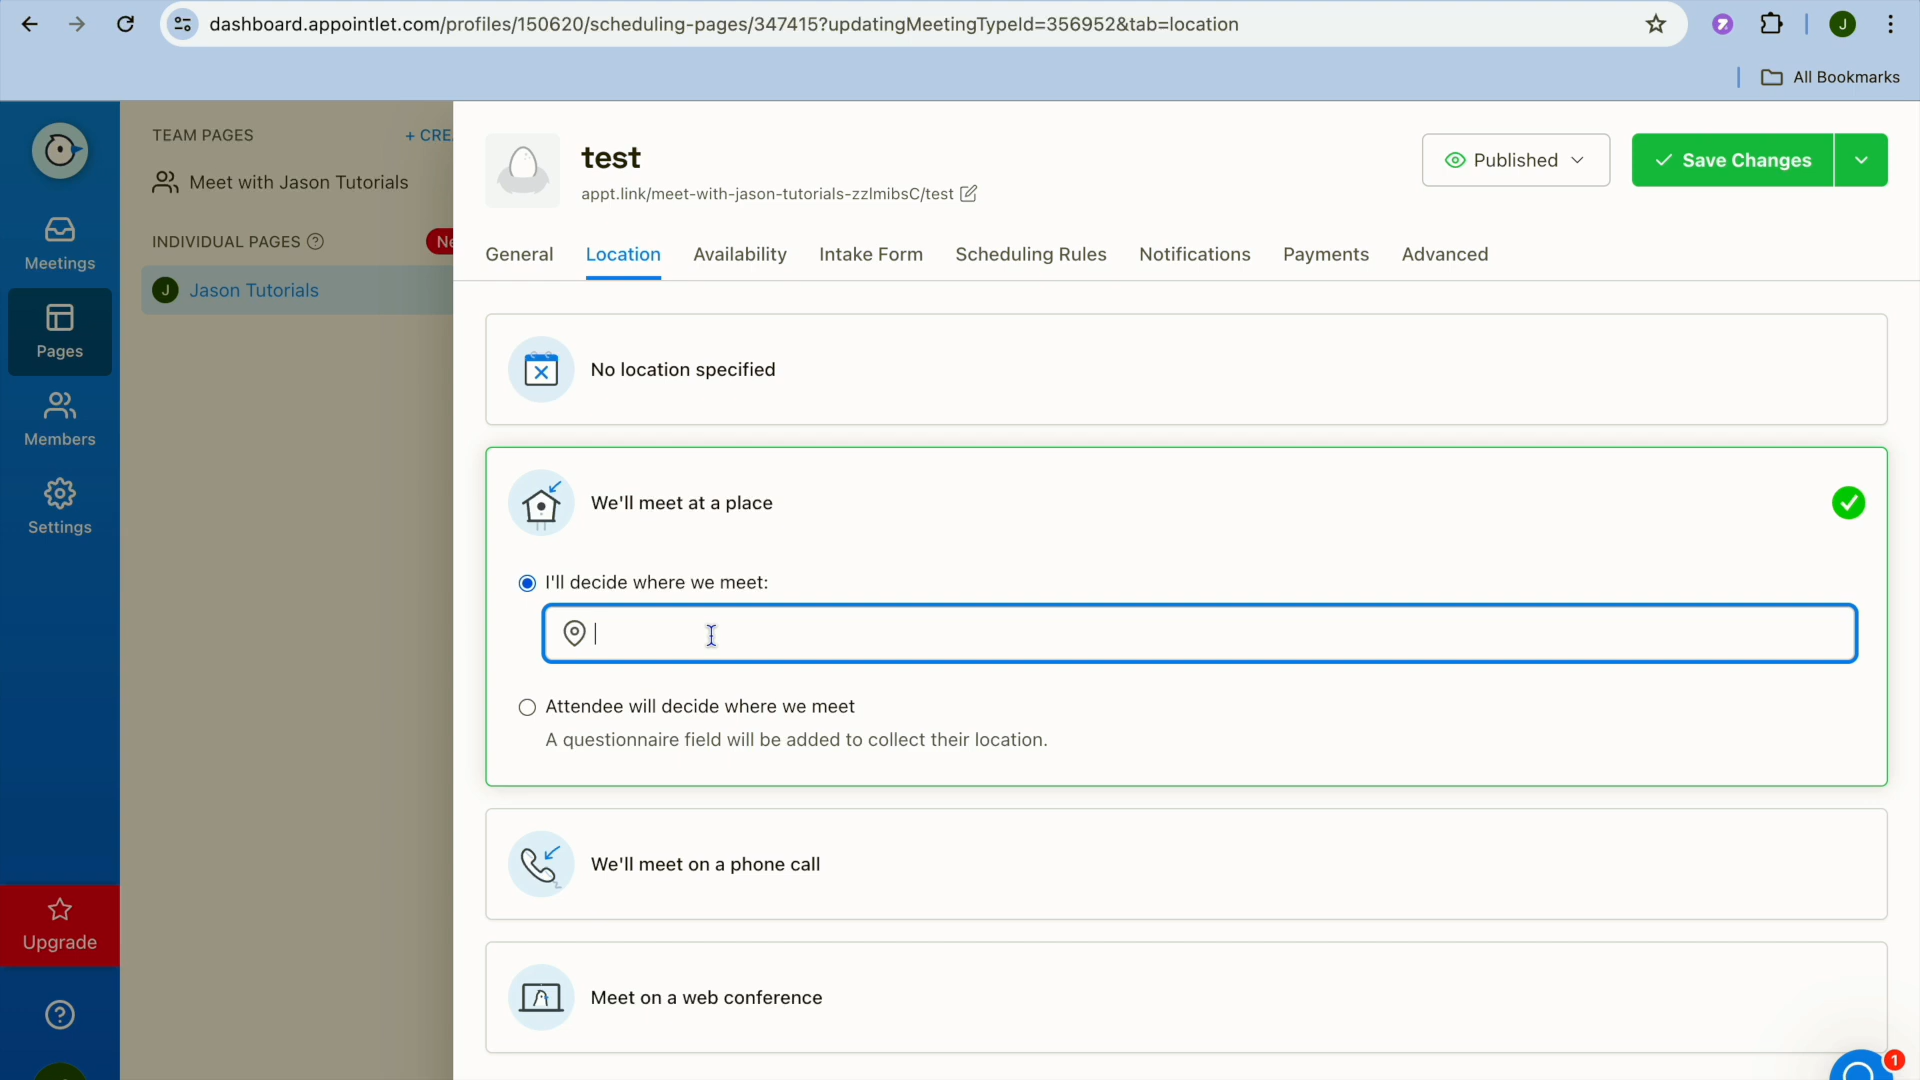 dashboard.appointlet.com/profiles/150620/scheduling-pages/347415?updatingMeetingTypeId=356952&tab=location
J
All Bookmarks
TEAM PAGES
+ CRE
Meet with Jason Tutorials
INDIVIDUAL PAGES
Ne
J Jason Tutorials
Meetings
Pages
Members
Settings
Upgrade
test
appt.link/meet-with-jason-tutorials-zzlmibsC/test
Published
Save Changes
General Location Availability Intake Form Scheduling Rules Notifications Payments Advanced
No location specified
We'll meet at a place
I'll decide where we meet:
Attendee will decide where we meet
A questionnaire field will be added to collect their location.
We'll meet on a phone call
Meet on a web conference
1